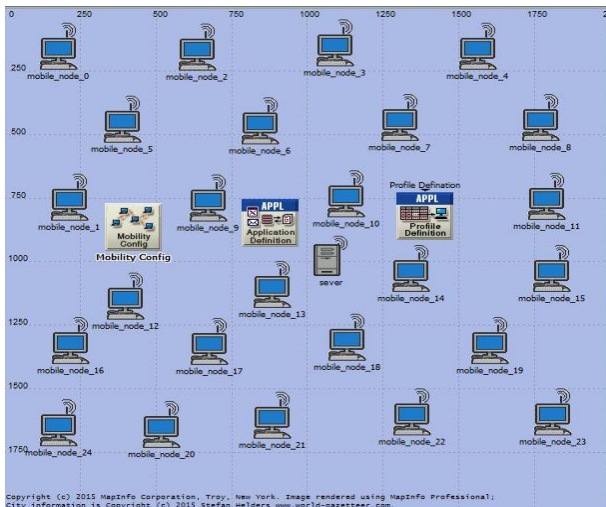 0 250 500 750 1000 1250 1500 1750 2
mobile_node_0 mobile_node_2 mobile_node_3 mobile_node_4
250
mobile_node_5 mobile_node_6 mobile_node_7 mobile_node_8
500
Profile Defination
750
APPL APPL
mobile_node_1 Mobility Config mobile_node_9 Application Definition mobile_node_10 Profile Definition mobile_node_11
Mobility Config
1000
sever
mobile_node_12 mobile_node_13 mobile_node_14 mobile_node_15
1250
mobile_node_16 mobile_node_17 mobile_node_18 mobile_node_19
1500
1750
mobile_node_24 mobile_node_20 mobile_node_21 mobile_node_22 mobile_node_23
Copyright (c) 2015 MapInfo Corporation, Troy, New York. Image rendered using MapInfo Professional;
City information is Copyright (c) 2015 Stefan Helders www.world-gazetteer.com.